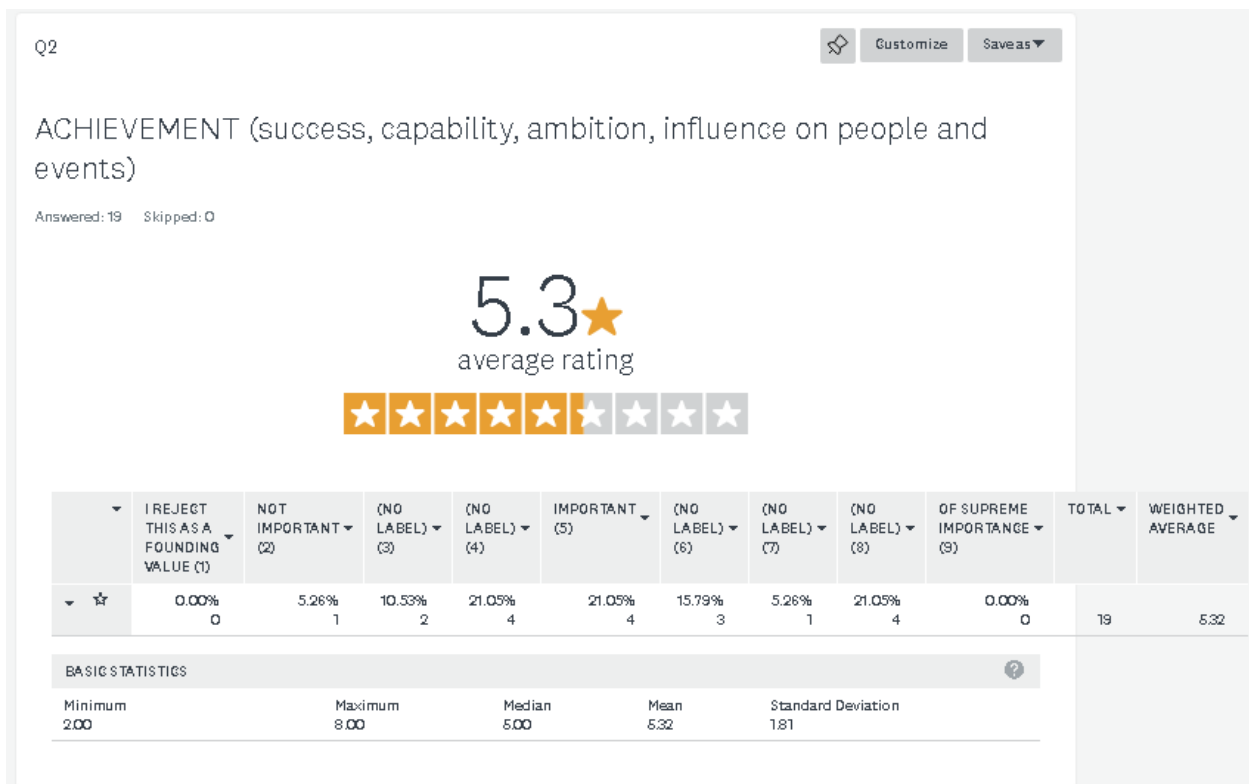 Q2
Customize
Save as
ACHIEVEMENT (success, capability, ambition, influence on people and
events)
Answered: 19 Skipped: 0
5.3
average rating
I REJECT THIS AS A FOUNDING VALUE (1)
NOT IMPORTANT (2)
(NO LABEL) (3)
(NO LABEL) (4)
IMPORTANT (5)
(NO LABEL) (6)
(NO LABEL) (7)
(NO LABEL) (8)
OF SUPREME IMPORTANCE (9)
TOTAL
WEIGHTED AVERAGE
0.00% 5.26% 10.53% 21.05% 21.05% 15.79% 5.26% 21.05% 0.00%
0 1 2 4 4 3 1 4 0 19 5.32
BASIC STATISTICS
Minimum Maximum Median Mean Standard Deviation
2.00 8.00 5.00 5.32 1.81